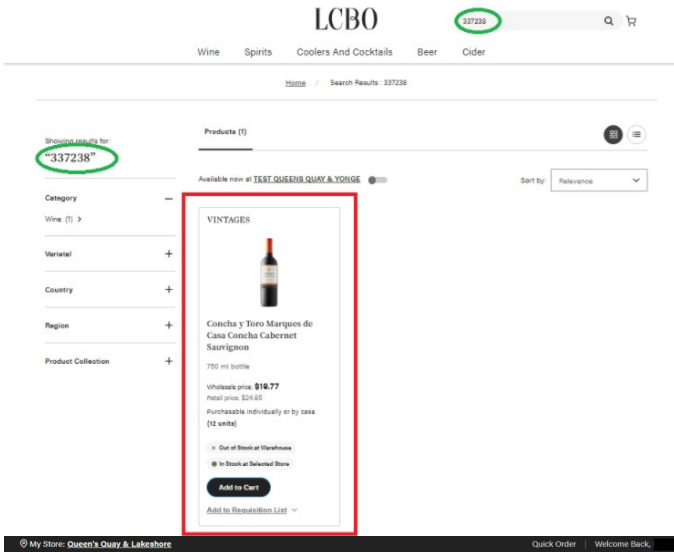 LCBO
337238
Wine Spirits Coolers And Cocktails Beer Cider
Home / Search Results : 337238
Showing results for:
"337238"
Products (1)
Available now at TEST QUEENS QUAY & YONGE
Sort by: Relevance
Category
Wine (1) >
Varietal
Country
Region
Product Collection
VINTAGES
Concha y Toro Marques de
Casa Concha Cabernet
Sauvignon
750 ml bottle
Wholesale price: $19.77
Retail price: $24.95
Purchasable individually or by case
(12 units)
Out of Stock at Warehouse
In Stock at Selected Store
Add to Cart
Add to Requisition List
My Store: Queen's Quay & Lakeshore
Quick Order | Welcome Back,